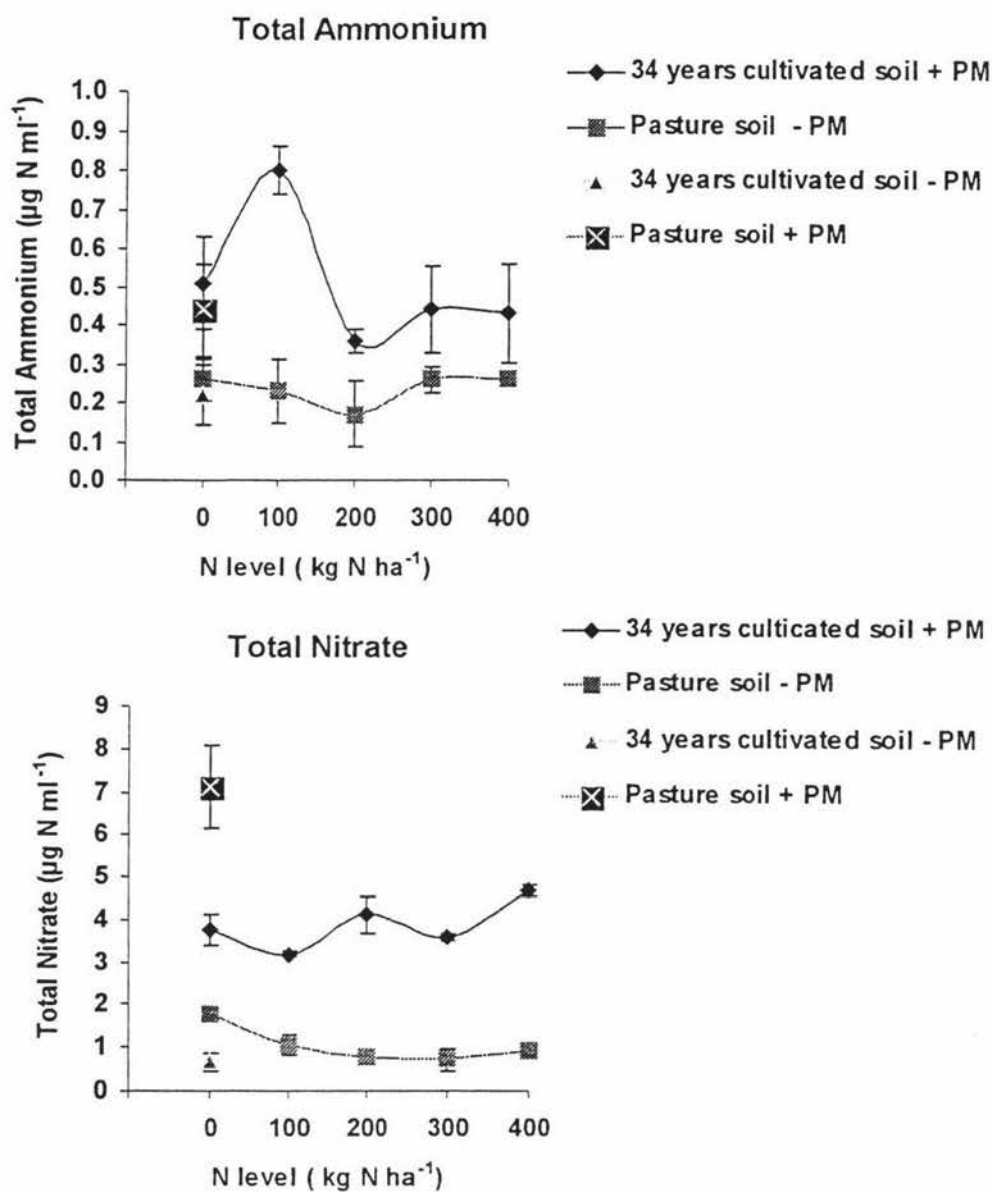 Total Ammonium
34 years cultivated soil + PM
Pasture soil - PM
34 years cultivated soil - PM
Pasture soil + PM
Total Ammonium (µg N ml⁻¹)
1.0
0.9
0.8
0.7
0.6
0.5
0.4
0.3
0.2
0.1
0.0
0 100 200 300 400
N level ( kg N ha⁻¹)
Total Nitrate
34 years culticated soil + PM
Pasture soil - PM
34 years cultivated soil - PM
Pasture soil + PM
Total Nitrate (µg N ml⁻¹)
9
8
7
6
5
4
3
2
1
0
0 100 200 300 400
N level ( kg N ha⁻¹)